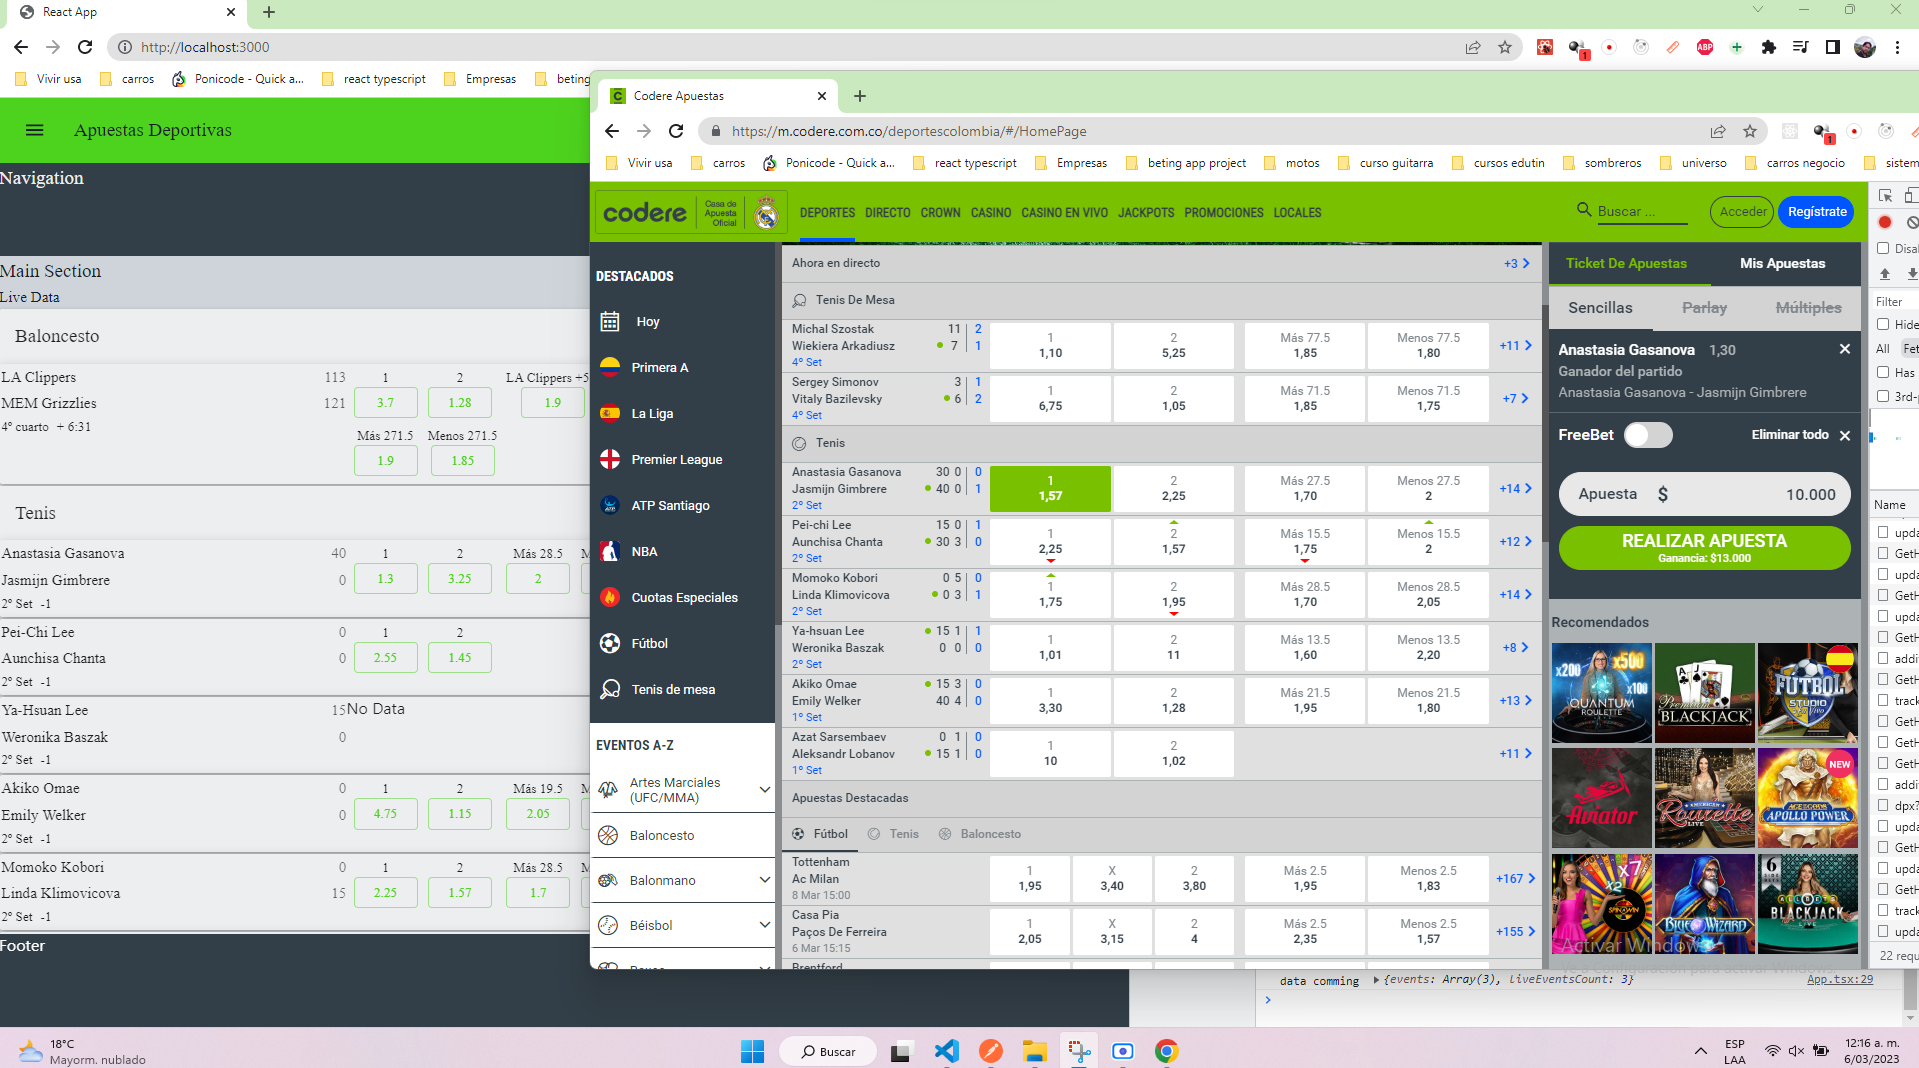 React App
http://localhost:3000
Vivir usa
carros
Ponicode - Quick a...
react typescript
Empresas
beting
Apuestas Deportivas
Navigation
Main Section
Live Data
Baloncesto
LA Clippers 113 1 2 LA Clippers +5
MEM Grizzlies 121 3.7 1.28 1.9
4º cuarto + 6:31
Más 271.5 Menos 271.5
1.9 1.85
Tenis
Anastasia Gasanova 40 1 2 Más 28.5 M
Jasmijn Gimbrere 0 1.3 3.25 2
2º Set -1
Pei-Chi Lee 0 1 2
Aunchisa Chanta 0 2.55 1.45
2º Set -1
Ya-Hsuan Lee 15 No Data
Weronika Baszak 0
2º Set -1
Akiko Omae 0 1 2 Más 19.5 M
Emily Welker 0 4.75 1.15 2.05
2º Set -1
Momoko Kobori 0 1 2 Más 28.5 M
Linda Klimovicova 15 2.25 1.57 1.7
2º Set -1
Footer
Codere Apuestas
https://m.codere.com.co/deportescolombia/#/HomePage
Vivir usa
carros
Ponicode - Quick a...
react typescript
Empresas
beting app project
motos
curso guitarra
cursos edutin
sombreros
universo
carros negocio
sistem
codere
Casa de
Apuesta
Oficial
DEPORTES DIRECTO CROWN CASINO CASINO EN VIVO JACKPOTS PROMOCIONES LOCALES
Buscar ...
Acceder
Regístrate
DESTACADOS
Hoy
Primera A
La Liga
Premier League
ATP Santiago
NBA
Cuotas Especiales
Fútbol
Tenis de mesa
EVENTOS A-Z
Artes Marciales
(UFC/MMA)
Baloncesto
Balonmano
Béisbol
Ahora en directo +3
Tenis De Mesa
Michal Szostak 11 2
Wiekiera Arkadiusz 7 1
4º Set
1 2 Más 77.5 Menos 77.5
1,10 5,25 1,85 1,80 +11
Sergey Simonov 3 1
Vitaly Bazilevsky 6 2
4º Set
1 2 Más 71.5 Menos 71.5
6,75 1,05 1,85 1,75 +7
Tenis
Anastasia Gasanova 30 0 0
Jasmijn Gimbrere 40 0 1
2º Set
1 2 Más 27.5 Menos 27.5
1,57 2,25 1,70 2 +14
Pei-chi Lee 15 0 1
Aunchisa Chanta 30 3 0
2º Set
1 2 Más 15.5 Menos 15.5
2,25 1,57 1,75 2 +12
Momoko Kobori 0 5 0
Linda Klimovicova 0 3 1
2º Set
1 2 Más 28.5 Menos 28.5
1,75 1,95 1,70 2,05 +14
Ya-hsuan Lee 15 1 1
Weronika Baszak 0 0 0
2º Set
1 2 Más 13.5 Menos 13.5
1,01 11 1,60 2,20 +8
Akiko Omae 15 3 0
Emily Welker 40 4 0
1º Set
1 2 Más 21.5 Menos 21.5
3,30 1,28 1,95 1,80 +13
Azat Sarsembaev 0 1 0
Aleksandr Lobanov 15 1 0
1º Set
1 2
10 1,02 +11
Apuestas Destacadas
Fútbol Tenis Baloncesto
Tottenham
Ac Milan
8 Mar 15:00
1 X 2 Más 2.5 Menos 2.5
1,95 3,40 3,80 1,95 1,83 +167
Casa Pia
Paços De Ferreira
6 Mar 15:15
1 X 2 Más 2.5 Menos 2.5
2,05 3,15 4 2,35 1,57 +155
Brentford
Ticket De Apuestas Mis Apuestas
Sencillas Parlay Múltiples
Anastasia Gasanova 1,30
Ganador del partido
Anastasia Gasanova - Jasmijn Gimbrere
FreeBet Eliminar todo
Apuesta $ 10.000
REALIZAR APUESTA
Ganancia: $13.000
Recomendados
x200 x500
x100
QUANTUM
ROULETTE
Premium
BLACKJACK
FÚTBOL
STUDIO
Aviator
AMERICAN
Roulette
LIVE
NEW
AGE OF THE GODS
APOLLO POWER
x7
x2
SPIN A WIN
BLUE WIZARD
6
ALL BETS
BLACKJACK
LIVE
Activar Windows
Disa
Filter
Hide
All Fet
Has
3rd-p
Name
upda
GetH
upda
GetH
upda
GetH
addi
GetH
track
GetH
GetH
GetH
addi
dpx?
upda
GetH
upda
GetH
track
upda
22 requ
data comming {events: Array(3), liveEventsCount: 3} App.tsx:29
18°C
Mayorm. nublado
Buscar
ESP
LAA
12:16 a. m.
6/03/2023